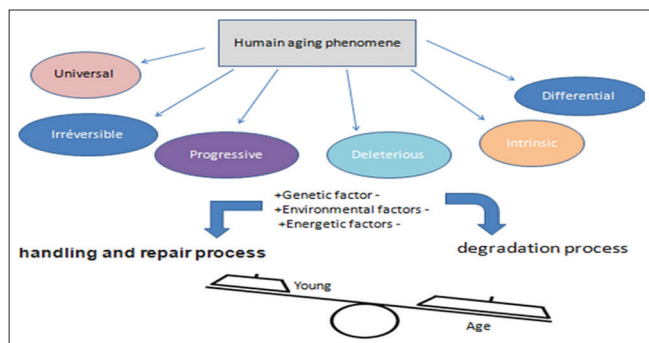 Humain aging phenomene
Universal
Differential
Irréversible
Progressive
Deleterious
Intrinsic
+Genetic factor -
+Environmental factors -
+Energetic factors -
handling and repair process
degradation process
Young
Age